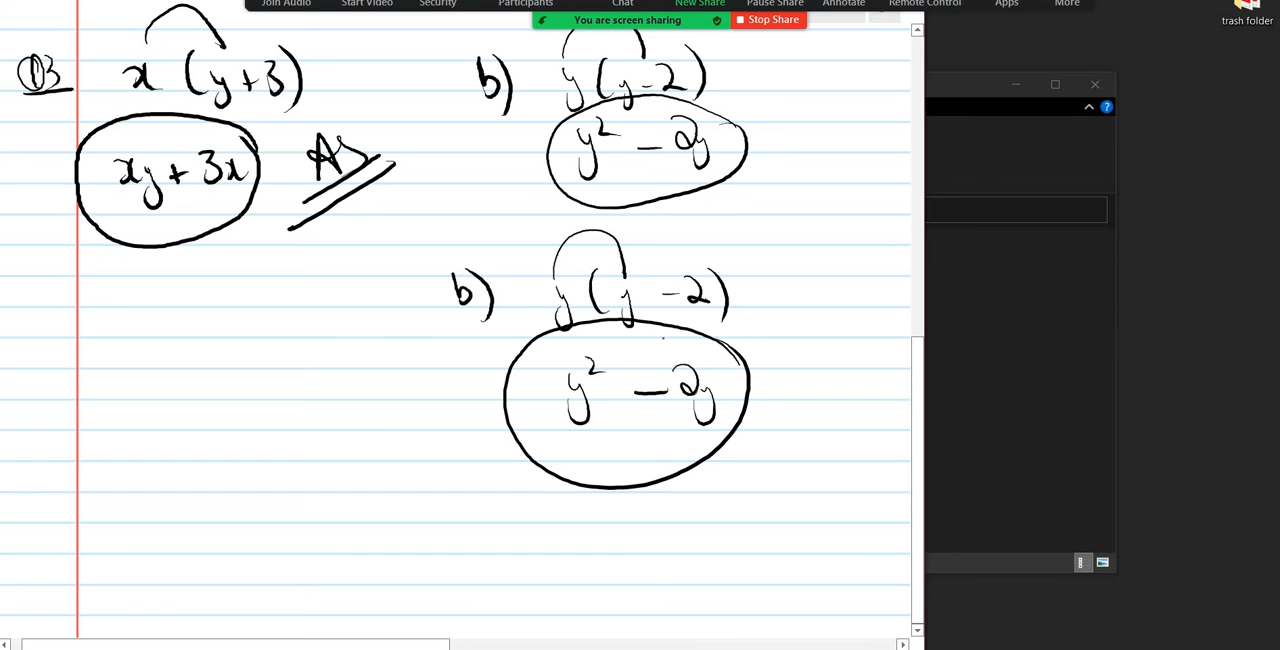 Join Audio Start Video Security Participants Chat New Share Pause Share Annotate Remote Control Apps More
You are screen sharing Stop Share
trash folder
Q3 x (y+3)
xy + 3x
b) y(y-2)
y² - 2y
b) y(y - 2)
y² - 2y